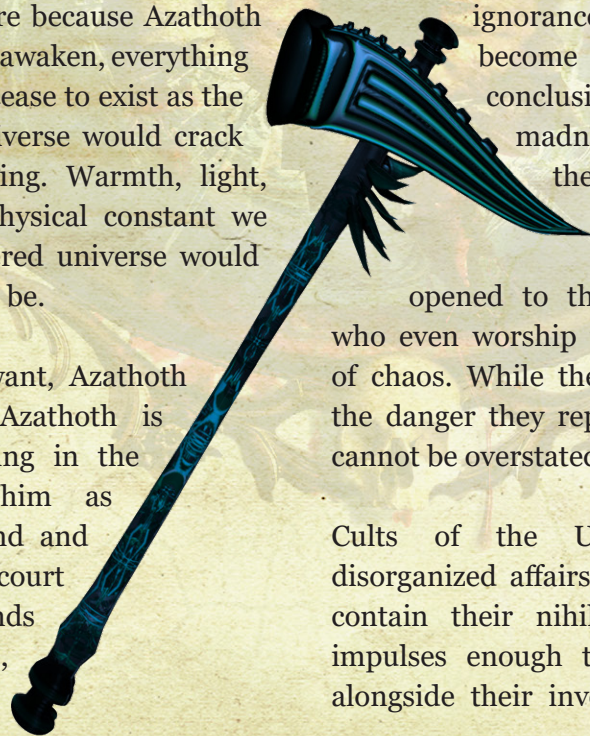 re because Azathoth
awaken, everything
ease to exist as the
iverse would crack
ing. Warmth, light,
hysical constant we
red universe would
be.
vant, Azathoth
Azathoth is
ng in the
him as
nd and
court
nds
,
ignorance
become
conclusi
madn
the
opened to th
who even worship
of chaos. While the
the danger they rep
cannot be overstated
Cults of the U
disorganized affairs
contain their nihil
impulses enough t
alongside their inve